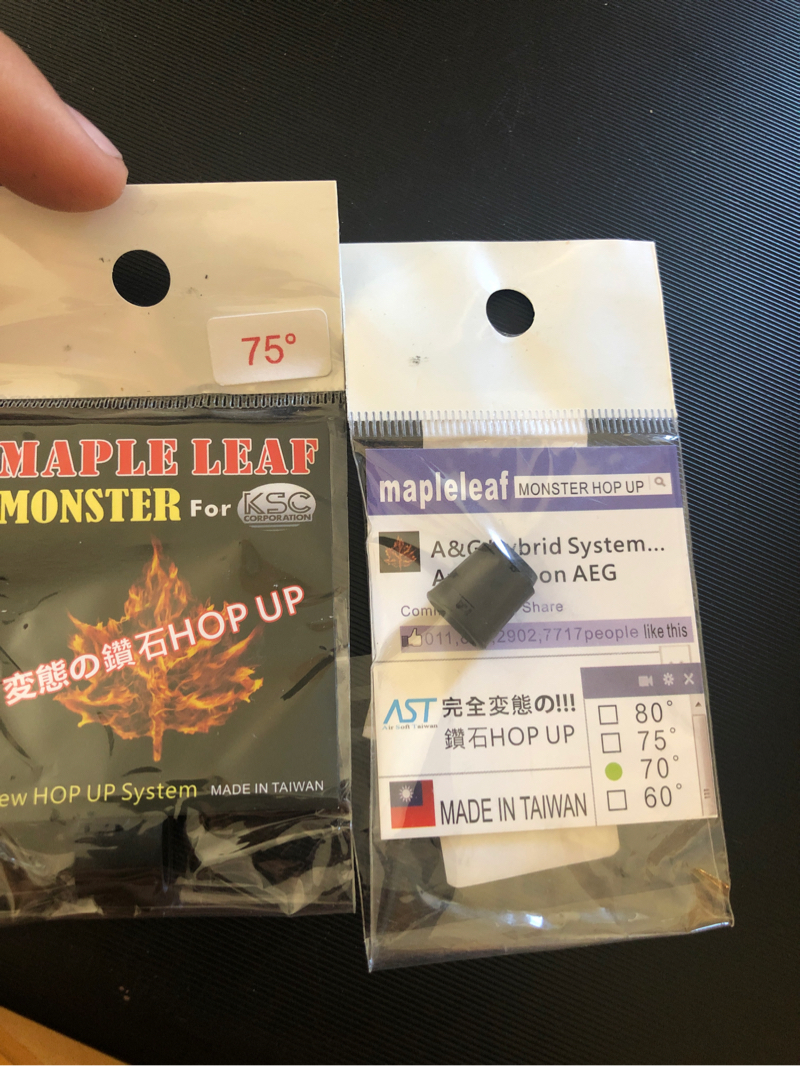 75°
MAPLE LEAF
MONSTER For KSC
CORPORATION
変態の鑽石HOP UP
ew HOP UP System MADE IN TAIWAN
mapleleaf MONSTER HOP UP
A&G Hybrid System...
on AEG
Share
people like this
AST
Air Soft Taiwan
完全変態の!!!
鑽石HOP UP
80°
75°
70°
60°
MADE IN TAIWAN